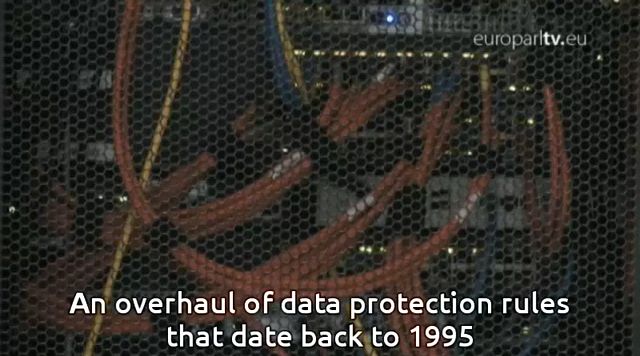 europarltv.eu
An overhaul of data protection rules
that date back to 1995